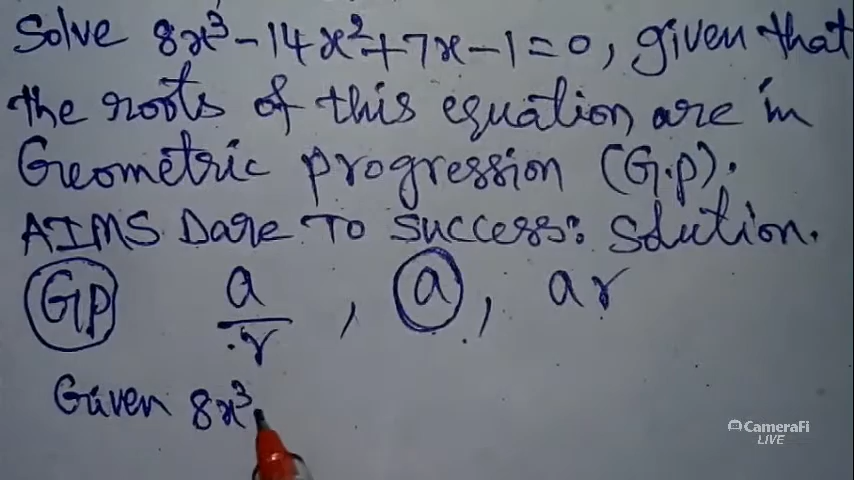 Solve 8x³-14x²+7x-1=0, given that
the roots of this equation are in
Geometric progression (G.p).
AIMS Dare To success: Solution.
GP a/r , a , ar
Given 8x³
CameraFi
LIVE